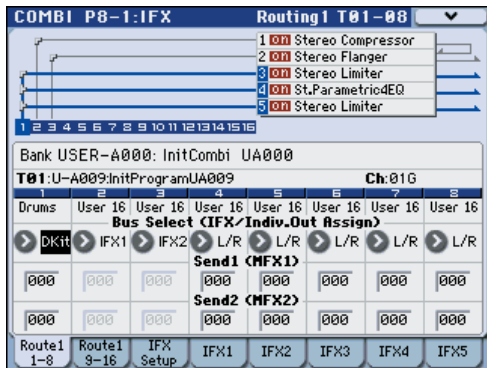 COMBI P8-1:IFX Routing1 T01-08
1 on Stereo Compressor
2 on Stereo Flanger
3 on Stereo Limiter
4 on St.Parametric4EQ
5 on Stereo Limiter
1 2 3 4 5 6 7 8 9 10 11 12 13 14 15 16
Bank USER-A000: InitCombi UA000
T01:U-A009:InitProgramUA009 Ch:01G
1 2 3 4 5 6 7 8
Drums User 16 User 16 User 16 User 16 User 16 User 16 User 16
Bus Select (IFX/Indiv.Out Assign)
DKit IFX1 IFX2 L/R L/R L/R L/R L/R
Send1 (MFX1)
000 000 000 000 000 000 000 000
Send2 (MFX2)
000 000 000 000 000 000 000 000
Route1 1-8 Route1 9-16 IFX Setup IFX1 IFX2 IFX3 IFX4 IFX5